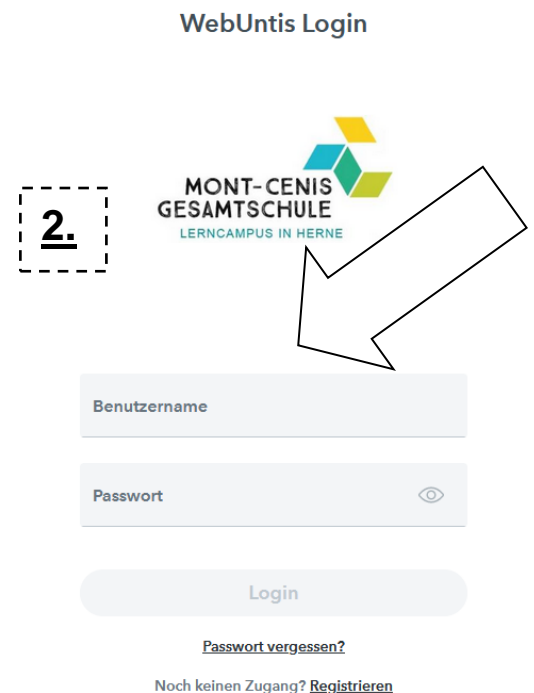 WebUntis Login
MONT-CENIS
GESAMTSCHULE
LERNCAMPUS IN HERNE
2.
Benutzername
Passwort
Login
Passwort vergessen?
Noch keinen Zugang? Registrieren